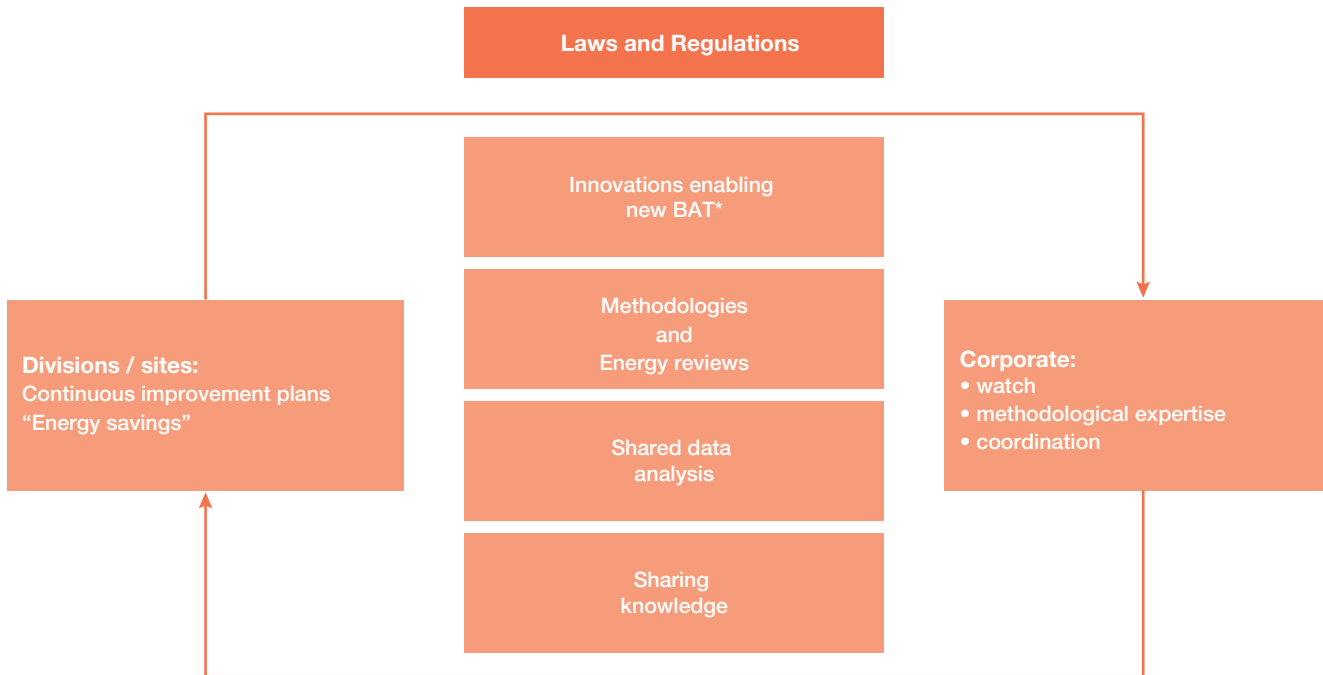 Laws and Regulations
Innovations enabling
new BAT*
Methodologies
and
Energy reviews
Divisions / sites:
Continuous improvement plans
“Energy savings”
Corporate:
• watch
• methodological expertise
• coordination
Shared data
analysis
Sharing
knowledge